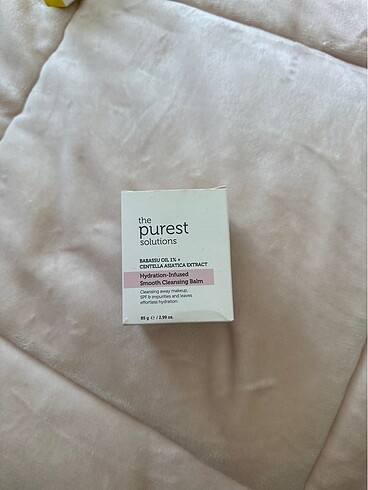 the
purest
solutions
BABASSU OIL 1% +
CENTELLA ASIATICA EXTRACT
Hydration-Infused
Smooth Cleansing Balm
Cleansing away makeup,
SPF & impurities and leaves
effortless hydration.
85 g ℮ / 2.99 oz.